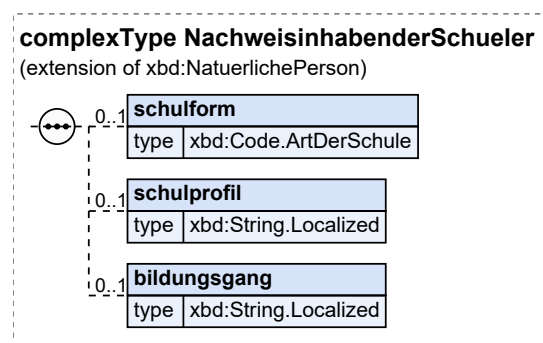 complexType NachweisinhabenderSchueler
(extension of xbd:NatuerlichePerson)
0..1 schulform
type xbd:Code.ArtDerSchule
0..1 schulprofil
type xbd:String.Localized
0..1 bildungsgang
type xbd:String.Localized